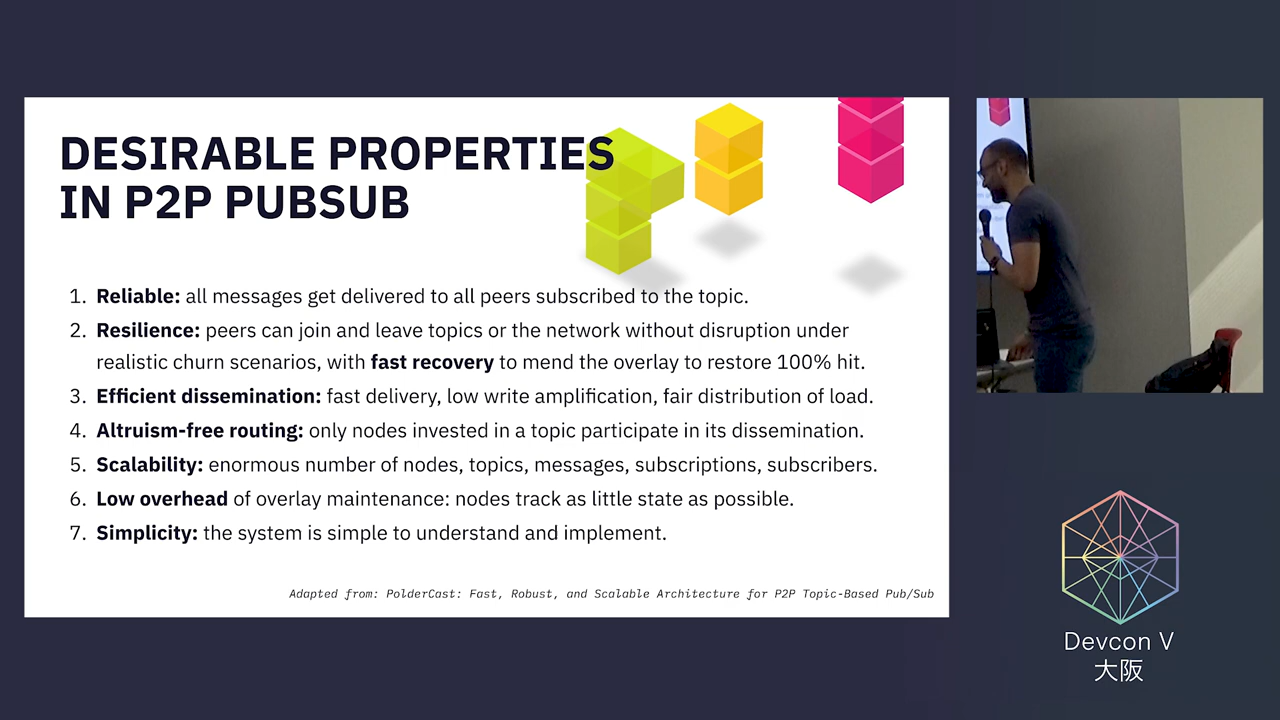 DESIRABLE PROPERTIES
IN P2P PUBSUB
1. Reliable: all messages get delivered to all peers subscribed to the topic.
2. Resilience: peers can join and leave topics or the network without disruption under
realistic churn scenarios, with fast recovery to mend the overlay to restore 100% hit.
3. Efficient dissemination: fast delivery, low write amplification, fair distribution of load.
4. Altruism-free routing: only nodes invested in a topic participate in its dissemination.
5. Scalability: enormous number of nodes, topics, messages, subscriptions, subscribers.
6. Low overhead of overlay maintenance: nodes track as little state as possible.
7. Simplicity: the system is simple to understand and implement.
Adapted from: PolderCast: Fast, Robust, and Scalable Architecture for P2P Topic-Based Pub/Sub
Devcon V
大阪